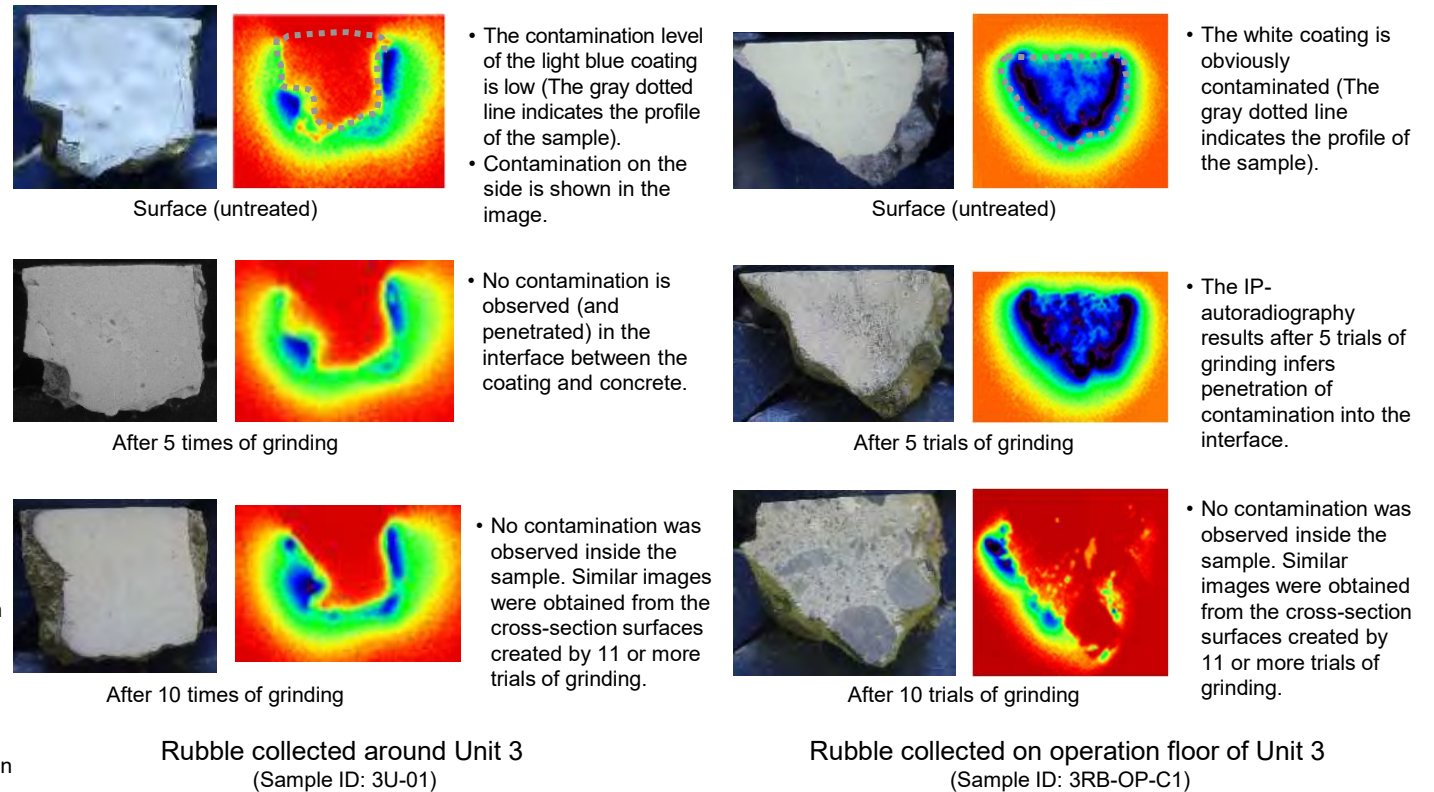 • The contamination level
of the light blue coating
is low (The gray dotted
line indicates the profile
of the sample).
• Contamination on the
side is shown in the
image.
Surface (untreated)
• No contamination is
observed (and
penetrated) in the
interface between the
coating and concrete.
After 5 times of grinding
• No contamination was
observed inside the
sample. Similar images
were obtained from the
cross-section surfaces
created by 11 or more
trials of grinding.
After 10 times of grinding
Rubble collected around Unit 3
(Sample ID: 3U-01)
• The white coating is
obviously
contaminated (The
gray dotted line
indicates the profile of
the sample).
Surface (untreated)
• The IP-
autoradiography
results after 5 trials of
grinding infers
penetration of
contamination into the
interface.
After 5 trials of grinding
• No contamination was
observed inside the
sample. Similar
images were obtained
from the cross-section
surfaces created by
11 or more trials of
grinding.
After 10 trials of grinding
Rubble collected on operation floor of Unit 3
(Sample ID: 3RB-OP-C1)